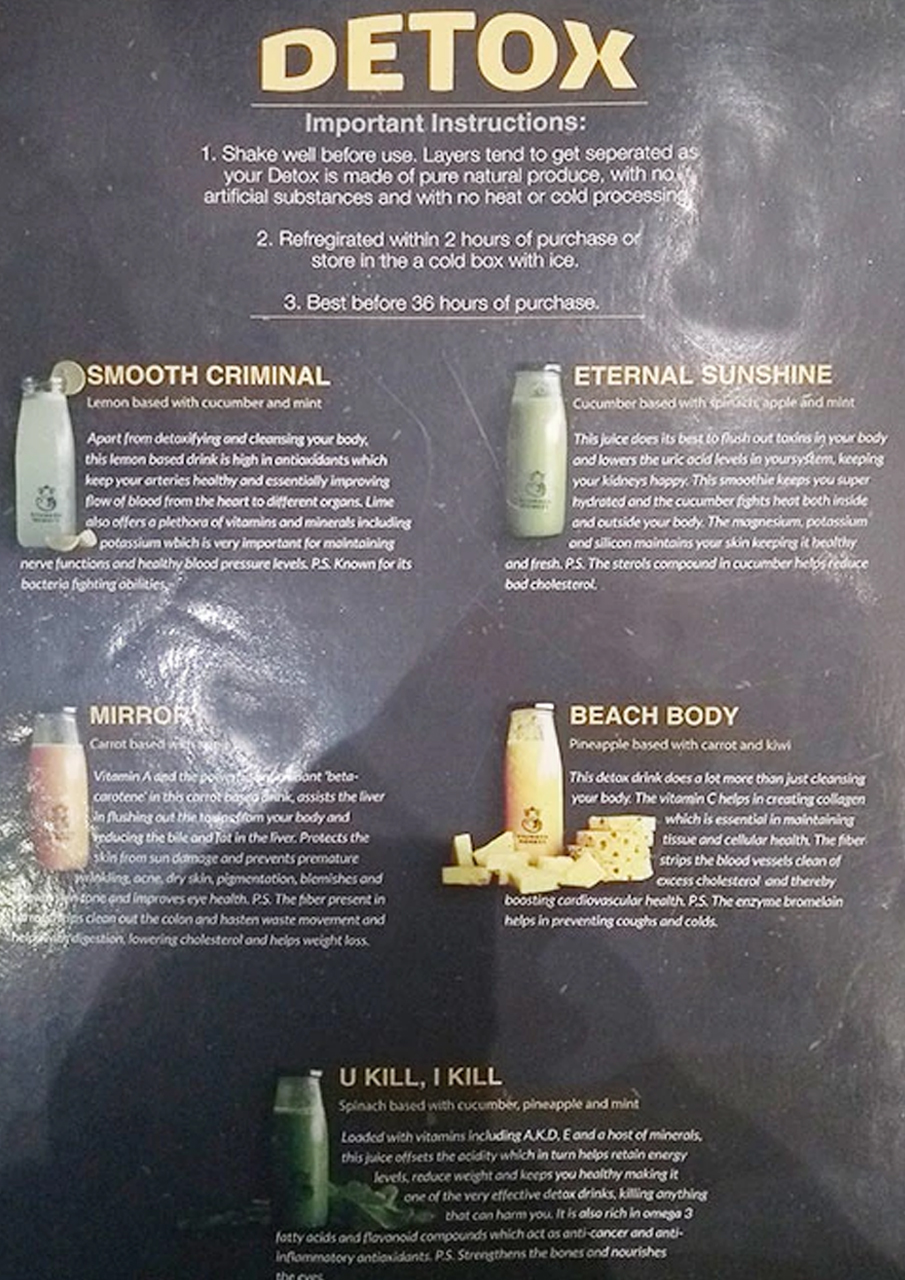 DETOX
Important Instructions:
1. Shake well before use. Layers tend to get seperated as
your Detox is made of pure natural produce, with no
artificial substances and with no heat or cold processing
2. Refregirated within 2 hours of purchase or
store in the a cold box with ice.
3. Best before 36 hours of purchase.
SMOOTH CRIMINAL
Lemon based with cucumber and mint
Apart from detoxifying and cleansing your body,
this lemon based drink is high in antioxidants which
keep your arteries healthy and essentially improving
flow of blood from the heart to different organs. Lime
also offers a plethora of vitamins and minerals including
potassium which is very important for maintaining
nerve functions and healthy blood pressure levels. P.S. Known for its
bacteria fighting abilities.
ETERNAL SUNSHINE
Cucumber based with spinach, apple and mint
This juice does its best to flush out toxins in your body
and lowers the uric acid levels in yoursystem, keeping
your kidneys happy. This smoothie keeps you super
hydrated and the cucumber fights heat both inside
and outside your body. The magnesium, potassium
and silicon maintains your skin keeping it healthy
and fresh. P.S. The sterols compound in cucumber helps reduce
bad cholesterol.
MIRROR
Carrot based with
Vitamin A and the powerful antioxidant 'beta-
carotene' in this carrot based drink, assists the liver
in flushing out the toxins from your body and
reducing the bile and fat in the liver. Protects the
skin from sun damage and prevents premature
wrinkling, acne, dry skin, pigmentation, blemishes and
tone and improves eye health. P.S. The fiber present in
clean out the colon and hasten waste movement and
digestion, lowering cholesterol and helps weight loss.
BEACH BODY
Pineapple based with carrot and kiwi
This detox drink does a lot more than just cleansing
your body. The vitamin C helps in creating collagen
which is essential in maintaining
tissue and cellular health. The fiber
strips the blood vessels clean of
excess cholesterol and thereby
boosting cardiovascular health. P.S. The enzyme bromelain
helps in preventing coughs and colds.
U KILL, I KILL
Spinach based with cucumber, pineapple and mint
Loaded with vitamins including A,K,D, E and a host of minerals,
this juice offsets the acidity which in turn helps retain energy
levels, reduce weight and keeps you healthy making it
one of the very effective detox drinks, killing anything
that can harm you. It is also rich in omega 3
fatty acids and flavonoid compounds which act as anti-cancer and anti-
inflammatory antioxidants. P.S. Strengthens the bones and nourishes
the eyes.